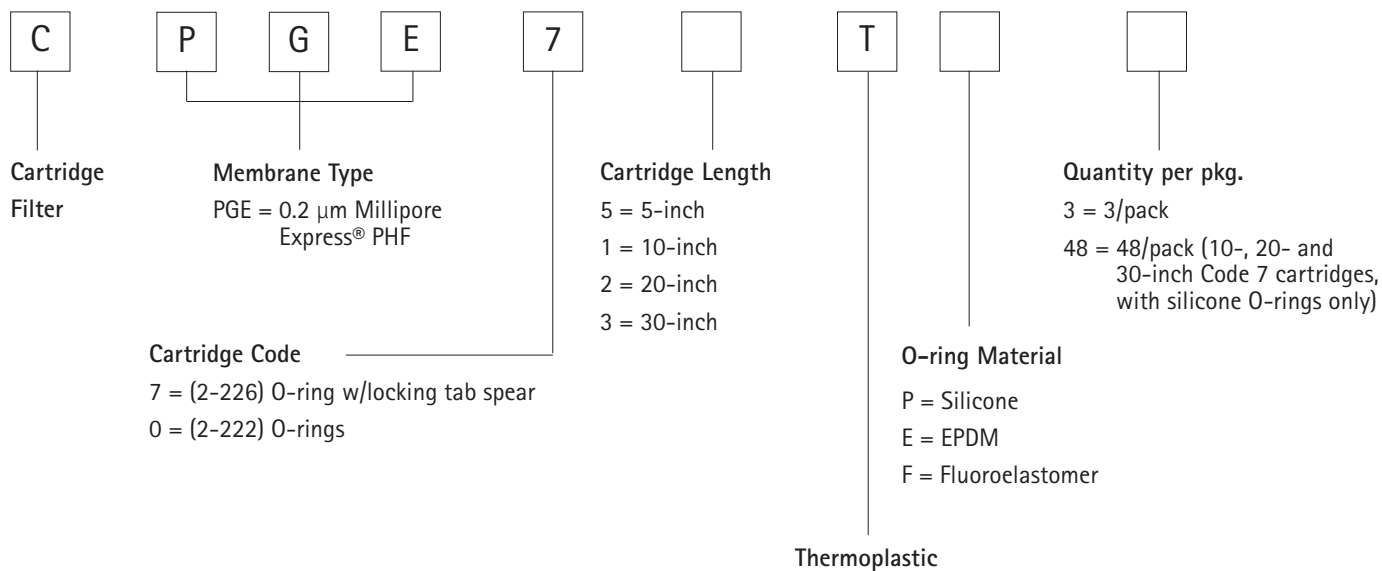 C P G E 7 T
Cartridge
Filter
Membrane Type
PGE = 0.2 μm Millipore
Express® PHF
Cartridge Length
5 = 5-inch
1 = 10-inch
2 = 20-inch
3 = 30-inch
Quantity per pkg.
3 = 3/pack
48 = 48/pack (10-, 20- and
30-inch Code 7 cartridges,
with silicone O-rings only)
Cartridge Code
7 = (2-226) O-ring w/locking tab spear
0 = (2-222) O-rings
O-ring Material
P = Silicone
E = EPDM
F = Fluoroelastomer
Thermoplastic